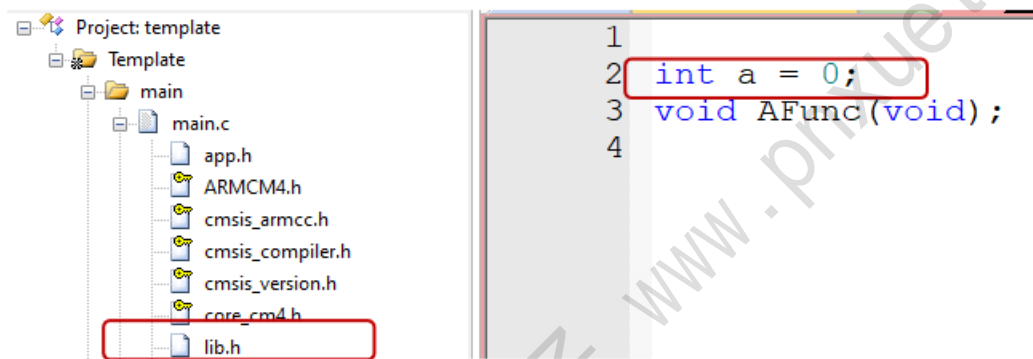 Project: template
Template
main
main.c
app.h
ARMCM4.h
cmsis_armcc.h
cmsis_compiler.h
cmsis_version.h
core_cm4.h
lib.h
1
2 int a = 0;
3 void AFunc(void);
4